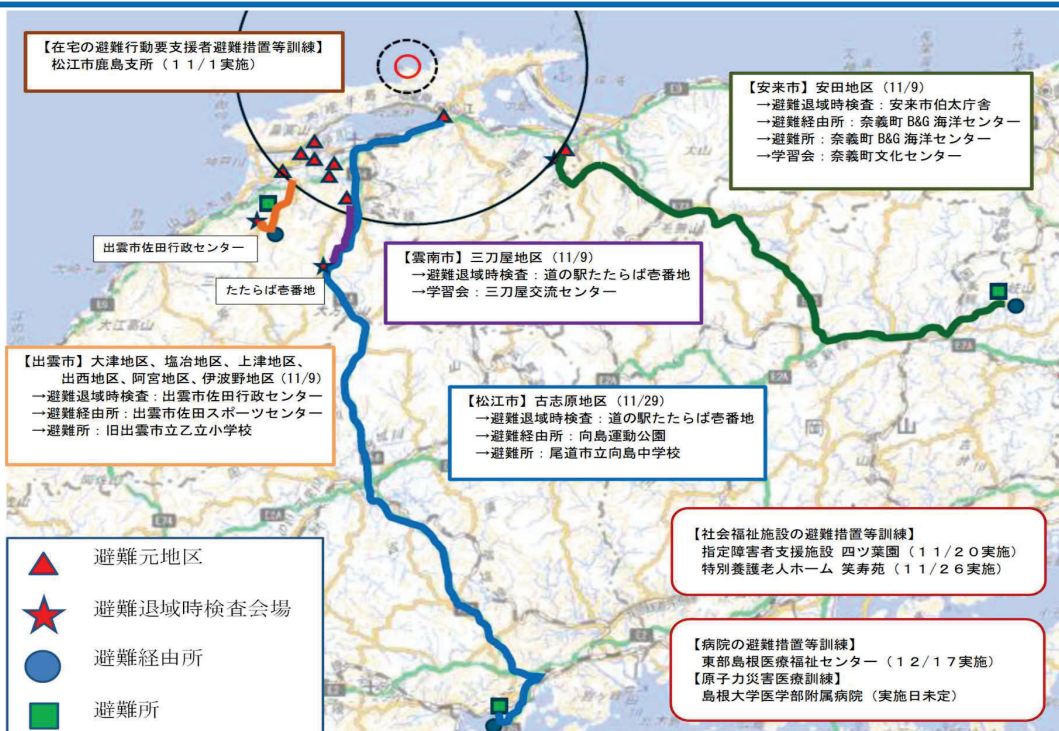 【在宅の避難行動要支援者避難措置等訓練】
松江市鹿島支所(11/1実施)
【安来市】安田地区(11/9)
→避難退域時検査:安来市伯太庁舎
→避難経由所:奈義町 B&G 海洋センター
→避難所:奈義町 B&G 海洋センター
→学習会:奈義町文化センター
出雲市佐田行政センター
たたらば壱番地
【雲南市】三刀屋地区(11/9)
→避難退域時検査:道の駅たたらば壱番地
→学習会:三刀屋交流センター
【出雲市】大津地区、塩冶地区、上津地区、
出西地区、阿宮地区、伊波野地区(11/9)
→避難退域時検査:出雲市佐田行政センター
→避難経由所:出雲市佐田スポーツセンター
→避難所:旧出雲市立乙立小学校
【松江市】古志原地区(11/29)
→避難退域時検査:道の駅たたらば壱番地
→避難経由所:向島運動公園
→避難所:尾道市立向島中学校
【社会福祉施設の避難措置等訓練】
指定障害者支援施設 四ツ葉園(11/20実施)
特別養護老人ホーム 笑寿苑(11/26実施)
【病院の避難措置等訓練】
東部島根医療福祉センター(12/17実施)
【原子力災害医療訓練】
島根大学医学部附属病院(実施日未定)
避難元地区
避難退域時検査会場
避難経由所
避難所
大江高山
大山
岡
山
E9
E74
E2A
E2A
E2